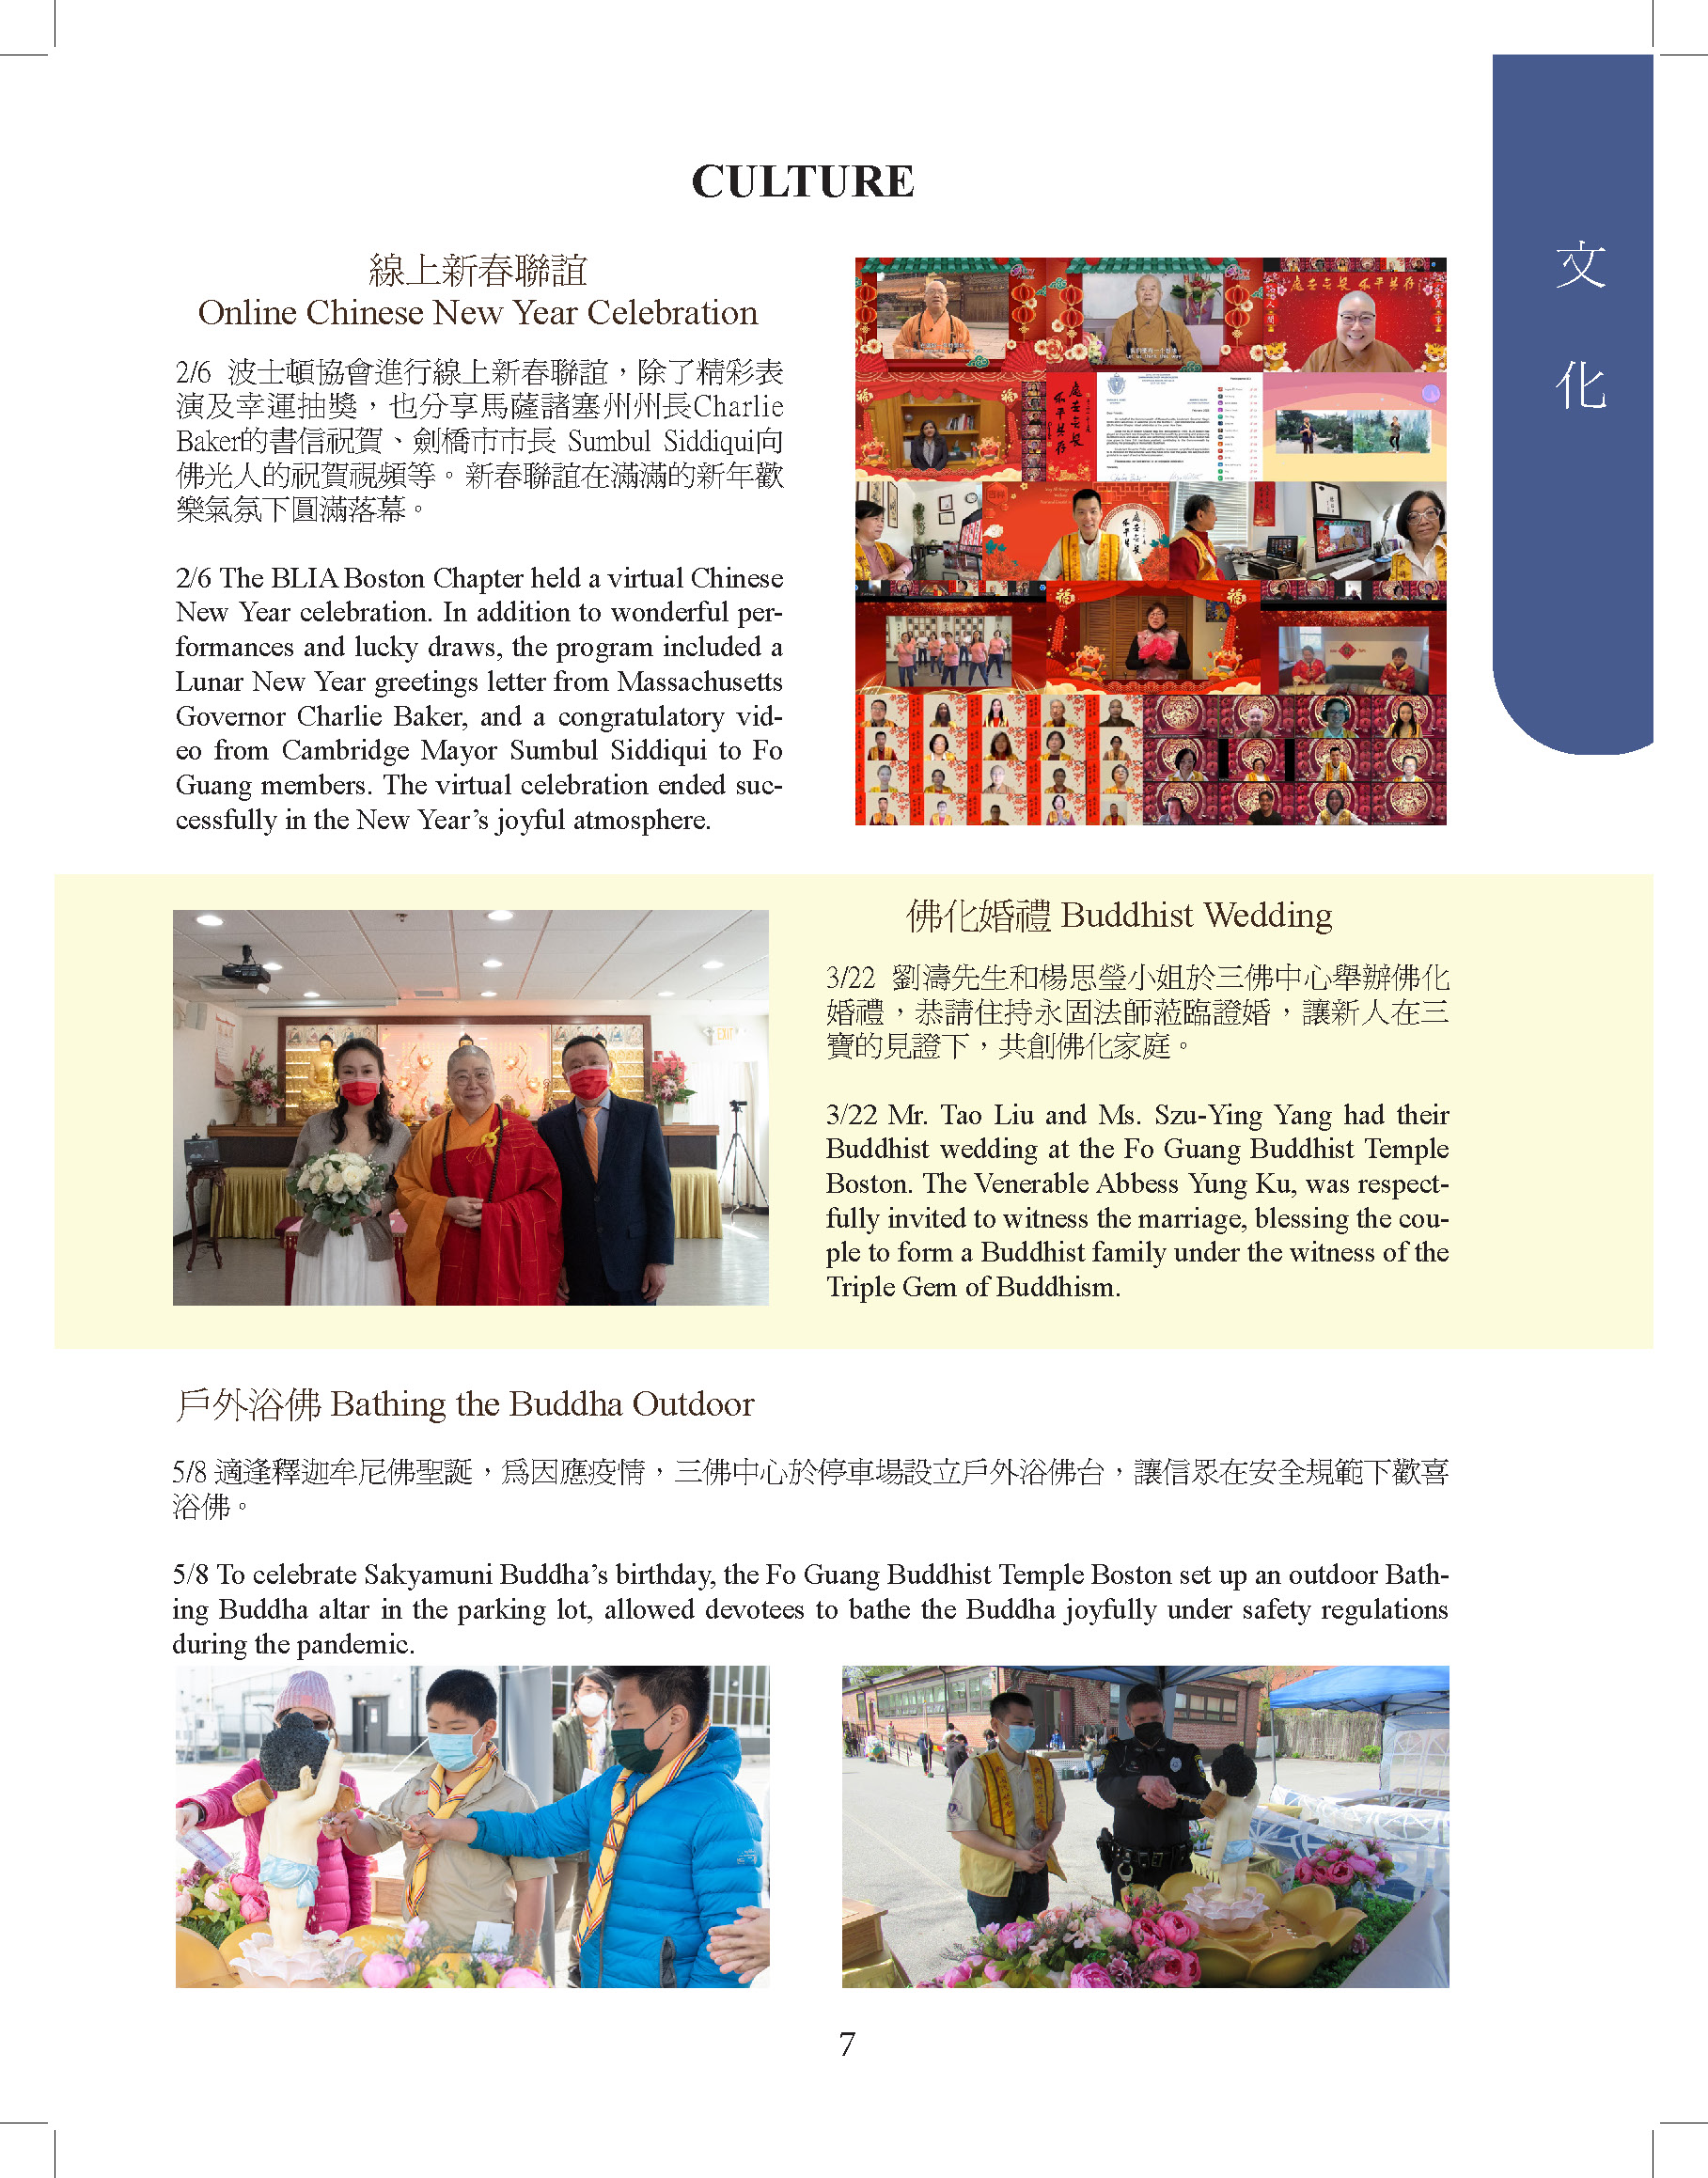 CULTURE
文
化
線上新春聯誼
Online Chinese New Year Celebration
2/6 波士頓協會進行線上新春聯誼，除了精彩表
演及幸運抽獎，也分享馬薩諸塞州州長Charlie
Baker的書信祝賀、劍橋市市長 Sumbul Siddiqui向
佛光人的祝賀視頻等。新春聯誼在滿滿的新年歡
樂氣氛下圓滿落幕。
2/6 The BLIA Boston Chapter held a virtual Chinese
New Year celebration. In addition to wonderful per-
formances and lucky draws, the program included a
Lunar New Year greetings letter from Massachusetts
Governor Charlie Baker, and a congratulatory vid-
eo from Cambridge Mayor Sumbul Siddiqui to Fo
Guang members. The virtual celebration ended suc-
cessfully in the New Year’s joyful atmosphere.
佛化婚禮 Buddhist Wedding
3/22 劉濤先生和楊思瑩小姐於三佛中心舉辦佛化
婚禮，恭請住持永固法師蒞臨證婚，讓新人在三
寶的見證下，共創佛化家庭。
3/22 Mr. Tao Liu and Ms. Szu-Ying Yang had their
Buddhist wedding at the Fo Guang Buddhist Temple
Boston. The Venerable Abbess Yung Ku, was respect-
fully invited to witness the marriage, blessing the cou-
ple to form a Buddhist family under the witness of the
Triple Gem of Buddhism.
EXIT
戶外浴佛 Bathing the Buddha Outdoor
5/8 適逢釋迦牟尼佛聖誕，為因應疫情，三佛中心於停車場設立戶外浴佛台，讓信眾在安全規範下歡喜
浴佛。
5/8 To celebrate Sakyamuni Buddha’s birthday, the Fo Guang Buddhist Temple Boston set up an outdoor Bath-
ing Buddha altar in the parking lot, allowed devotees to bathe the Buddha joyfully under safety regulations
during the pandemic.
7